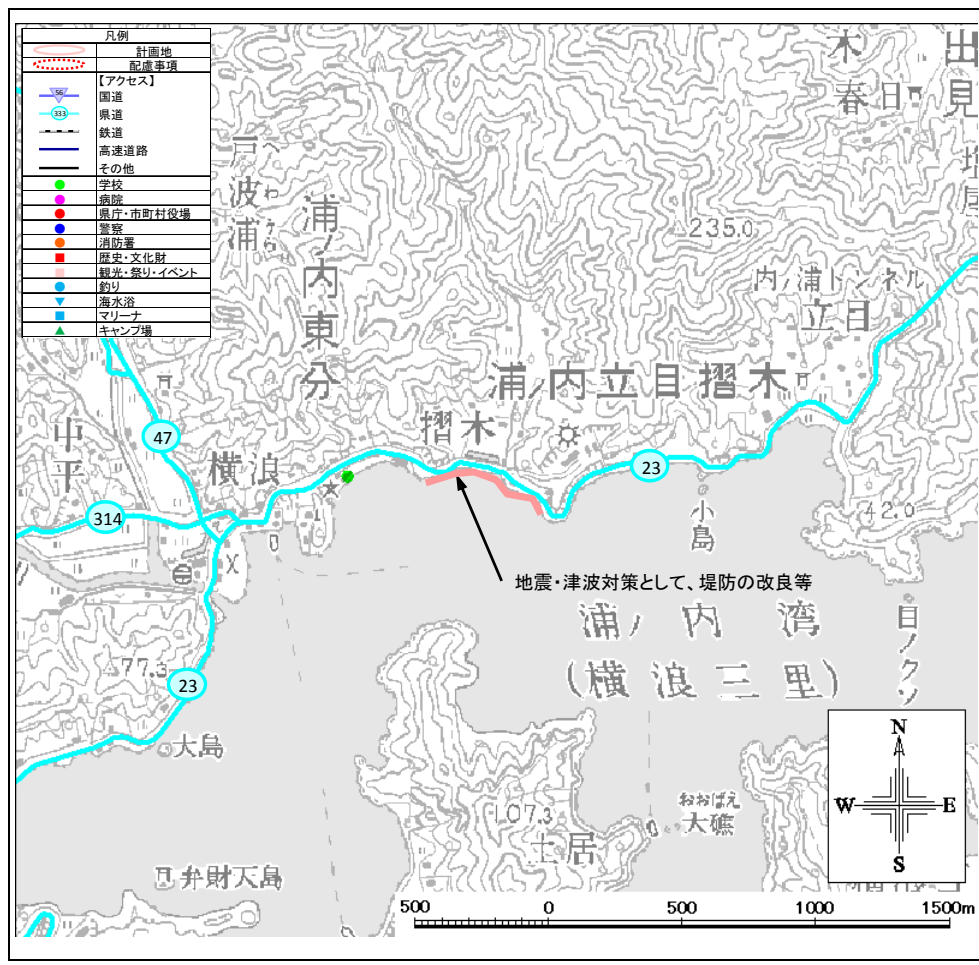 凡例
計画地
配慮事項
【アクセス】
56
国道
333
県道
鉄道
高速道路
その他
学校
病院
県庁・市町村役場
警察
消防署
歴史・文化財
観光・祭り・イベント
釣り
海水浴
マリーナ
キャンプ場
出見
木
春日
戸波浦
浦ノ内東分
235.0
内ノ浦トンネル
立目
浦ノ内立目摺木
摺木
中平
47
横浪
23
314
小島
42.0
地震・津波対策として、堤防の改良等
浦ノ内湾
(横浪三里)
目ノクソ
77.3
23
大島
107.3
土居
おおばえ
大礁
弁財天島
N
W
E
S
500 0 500 1000 1500m